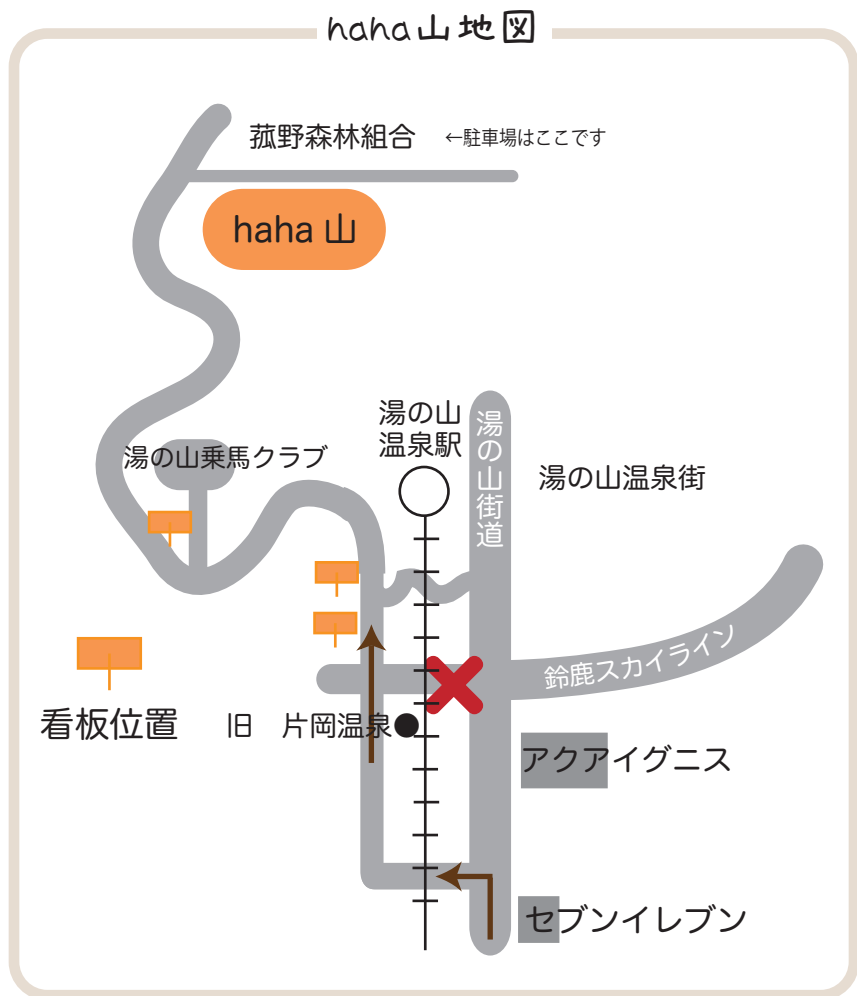 haha山地図
菰野森林組合 ←駐車場はここです
haha 山
湯の山
温泉駅
湯の山街道
湯の山乗馬クラブ
湯の山温泉街
鈴鹿スカイライン
看板位置
旧 片岡温泉
アクアイグニス
セブンイレブン